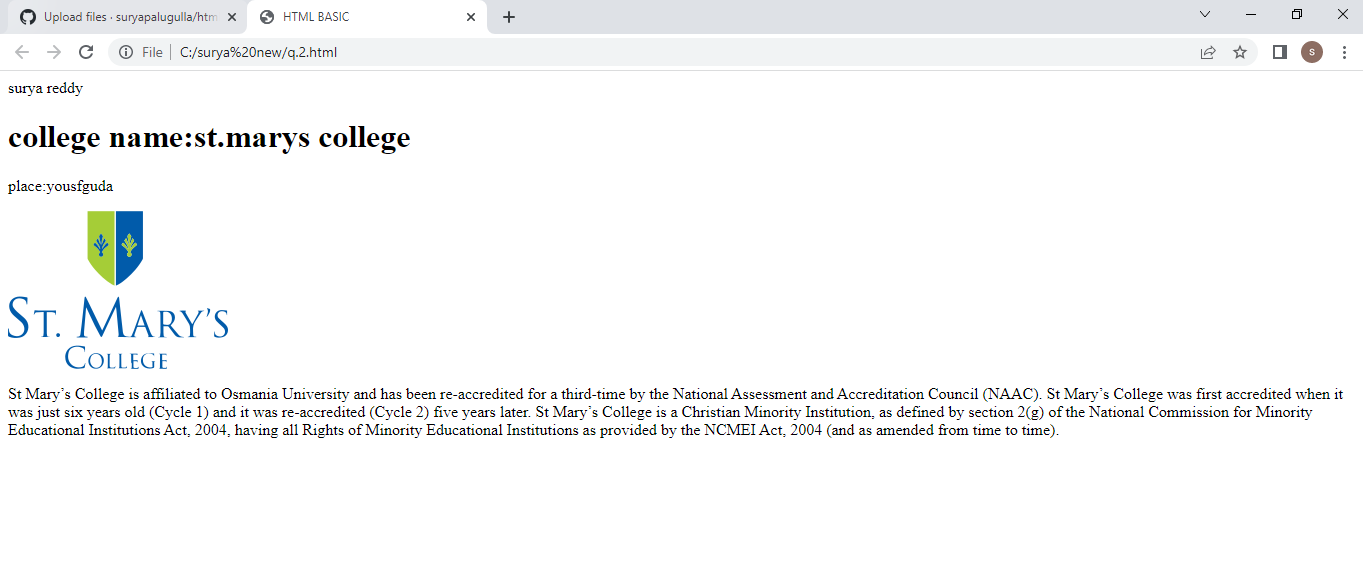 Upload files · suryapalugulla/htm
HTML BASIC
File
C:/surya%20new/q.2.html
s
surya reddy
college name:st.marys college
place:yousfguda
ST. MARY'S
COLLEGE
St Mary’s College is affiliated to Osmania University and has been re-accredited for a third-time by the National Assessment and Accreditation Council (NAAC). St Mary’s College was first accredited when it
was just six years old (Cycle 1) and it was re-accredited (Cycle 2) five years later. St Mary’s College is a Christian Minority Institution, as defined by section 2(g) of the National Commission for Minority
Educational Institutions Act, 2004, having all Rights of Minority Educational Institutions as provided by the NCMEI Act, 2004 (and as amended from time to time).